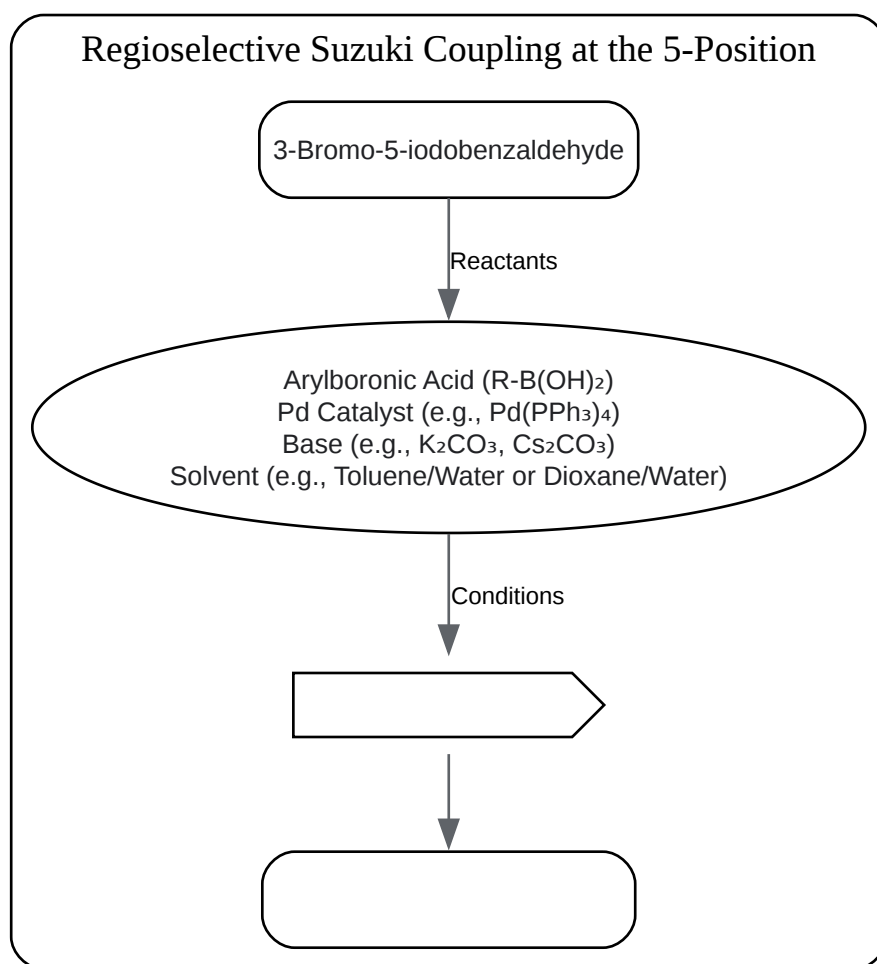 Regioselective Suzuki Coupling at the 5-Position
3-Bromo-5-iodobenzaldehyde
Reactants
Arylboronic Acid (R-B(OH)₂)
Pd Catalyst (e.g., Pd(PPh₃)₄)
Base (e.g., K₂CO₃, Cs₂CO₃)
Solvent (e.g., Toluene/Water or Dioxane/Water)
Conditions